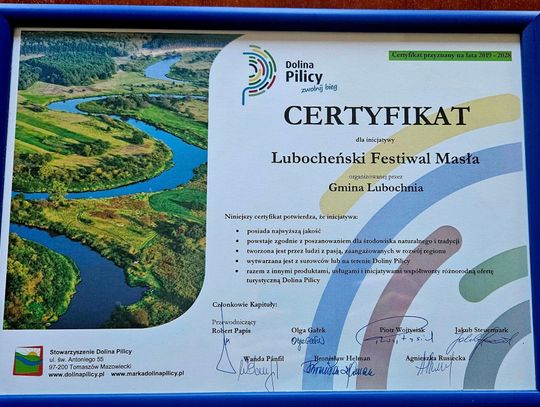 Certyfikat przyznany na lata 2019 - 2028
Dolina
Pilicy
zwolnij bieg
CERTYFIKAT
dla inicjatywy
Lubocheński Festiwal Masła
organizowanej przez
Gmina Lubochnia
Niniejszy certyfikat potwierdza, że inicjatywa:
• posiada najwyższą jakość
• powstaje zgodnie z poszanowaniem dla środowiska naturalnego i tradycji
• tworzona jest przez ludzi z pasją, zaangażowanych w rozwój regionu
• wytwarzana jest z surowców lub na terenie Doliny Pilicy
• razem z innymi produktami, usługami i inicjatywami współtworzy różnorodną ofertę
turystyczną Doliny Pilicy
Członkowie Kapituły:
Przewodniczący
Robert Papis Olga Gałek Piotr Wojtysiak Jakub Steuermark
Wanda Panfil Bronisław Helman Agnieszka Rusiecka
Stowarzyszenie Dolina Pilicy
ul. św. Antoniego 55
97-200 Tomaszów Mazowiecki
www.dolinapilicy.pl www.markadolinapilicy.pl